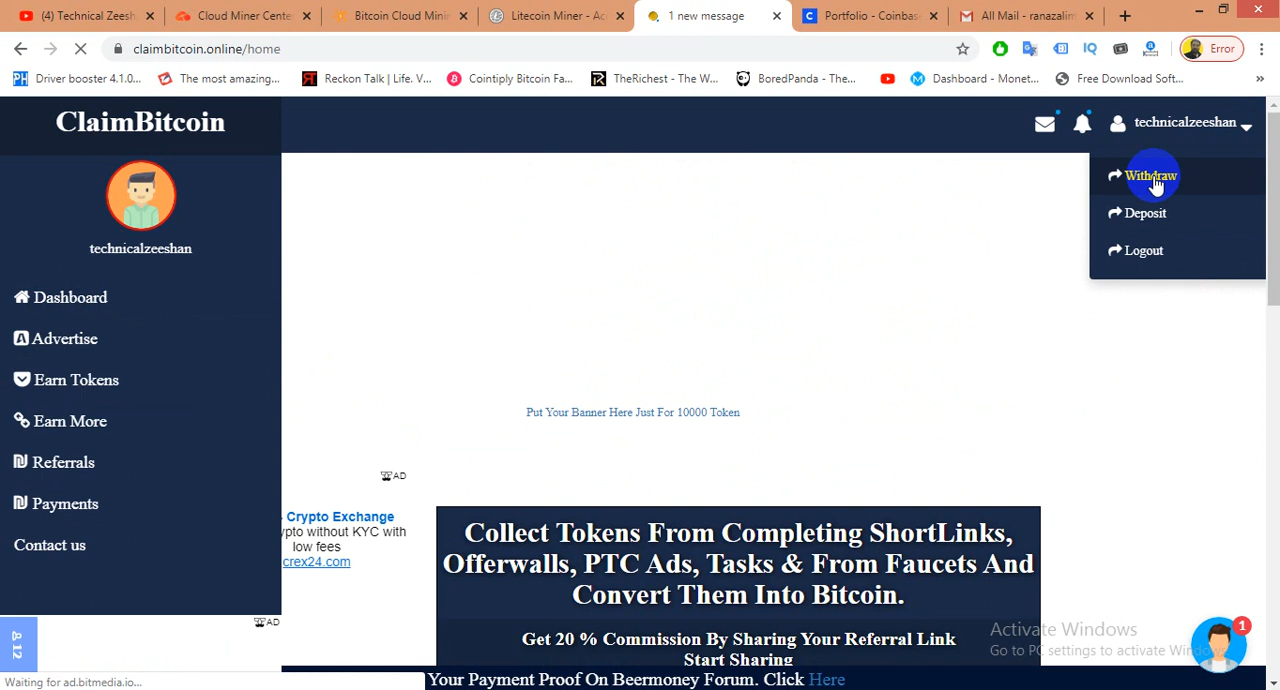 (4) Technical Zeesh
Cloud Miner Cente
Bitcoin Cloud Mini
Litecoin Miner - Ac
1 new message
Portfolio - Coinbas
All Mail - ranazalim
claimbitcoin.online/home
Error
Driver booster 4.1.0...
The most amazing...
Reckon Talk | Life. V...
Cointiply Bitcoin Fa...
TheRichest - The W...
BoredPanda - The...
Dashboard - Monet...
Free Download Soft...
ClaimBitcoin
technicalzeeshan
Withdraw
Deposit
Logout
technicalzeeshan
Dashboard
Advertise
Earn Tokens
Earn More
Referrals
Payments
Contact us
Put Your Banner Here Just For 10000 Token
AD
Crypto Exchange
ypto without KYC with
low fees
crex24.com
AD
Collect Tokens From Completing ShortLinks,
Offerwalls, PTC Ads, Tasks & From Faucets And
Convert Them Into Bitcoin.
Get 20 % Commission By Sharing Your Referral Link
Start Sharing
Activate Windows
Go to PC settings to activate Windows.
1
12
Your Payment Proof On Beermoney Forum. Click Here
Waiting for ad.bitmedia.io...